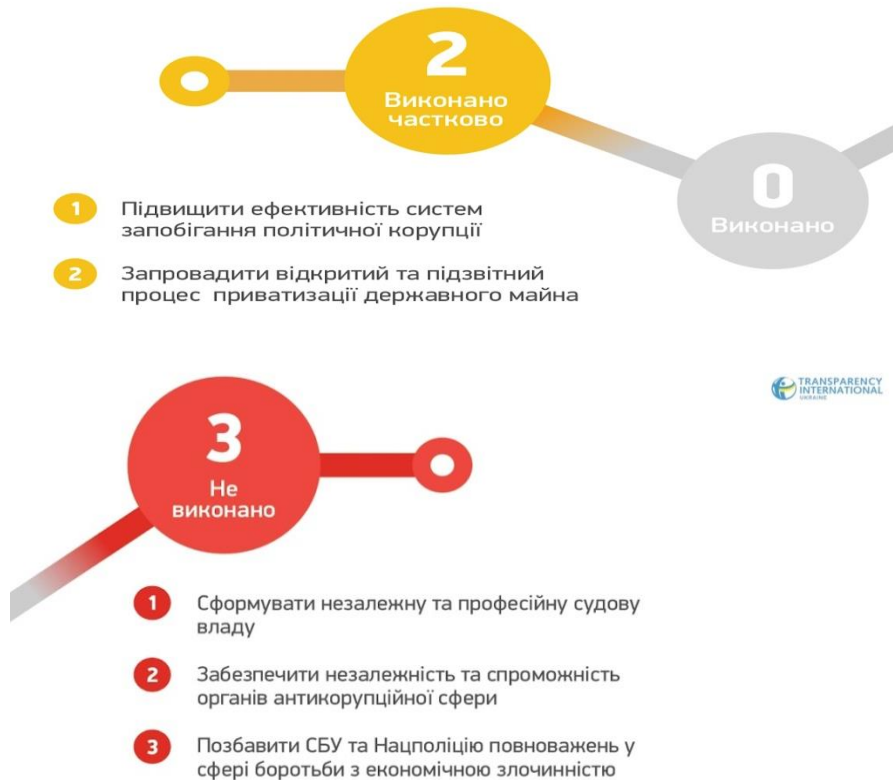 2
Виконано
частково
0
Виконано
1 Підвищити ефективність систем
запобігання політичної корупції
2 Запровадити відкритий та підзвітний
процес приватизації державного майна
TRANSPARENCY
INTERNATIONAL
UKRAINE
3
Не
виконано
1 Сформувати незалежну та професійну судову
владу
2 Забезпечити незалежність та спроможність
органів антикорупційної сфери
3 Позбавити СБУ та Нацполіцію повноважень у
сфері боротьби з економічною злочинністю